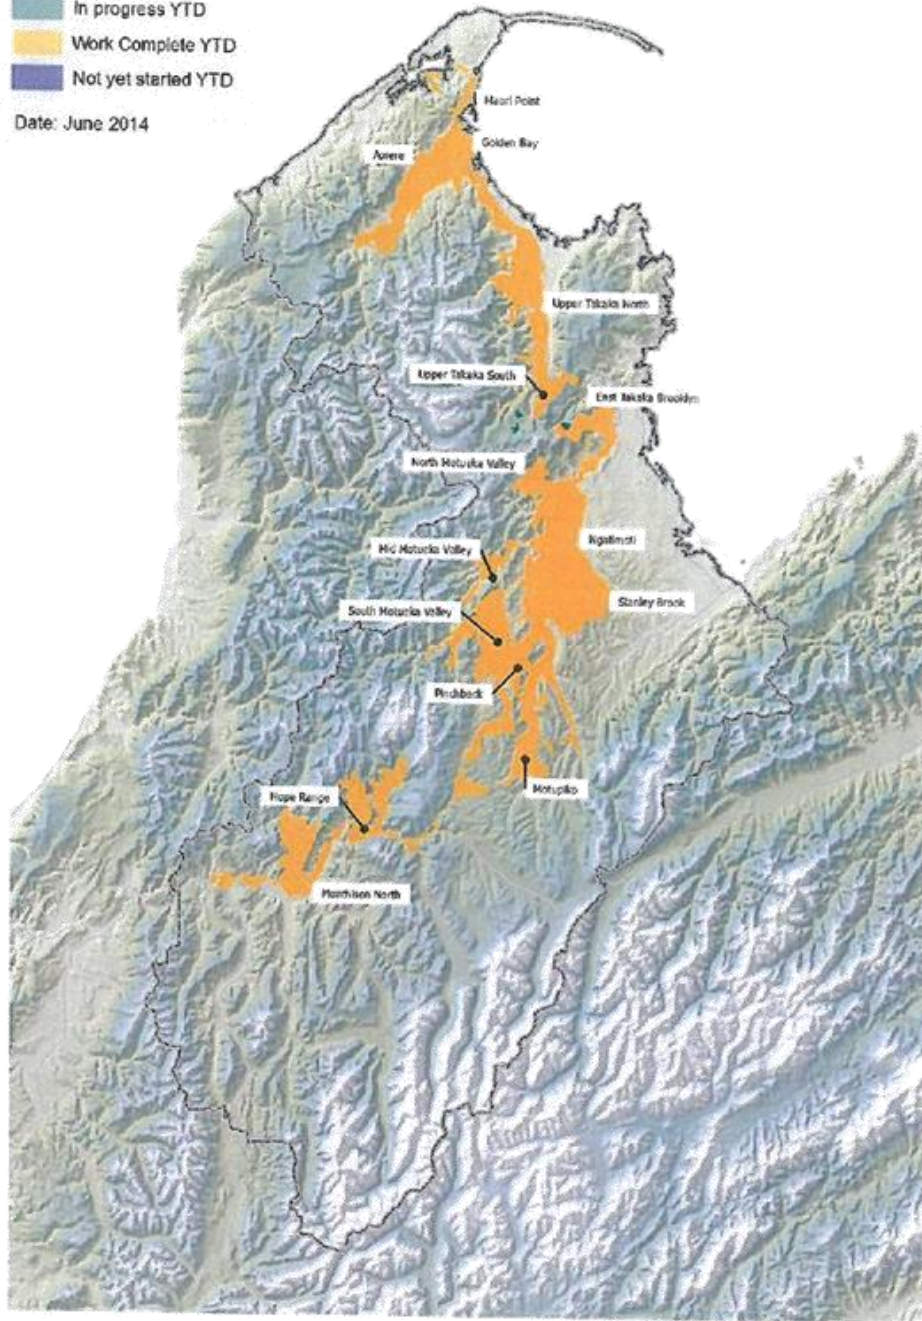 In progress YTD
Work Complete YTD
Not yet started YTD
Date: June 2014
Maori Point
Golden Bay
Aorere
Upper Takaka North
Upper Takaka South
East Takaka Brooklyn
North Motueka Valley
Ngatimoti
Mid Motueka Valley
Stanley Brook
South Motueka Valley
Pinchback
Motupiko
Hope Range
Murchison North